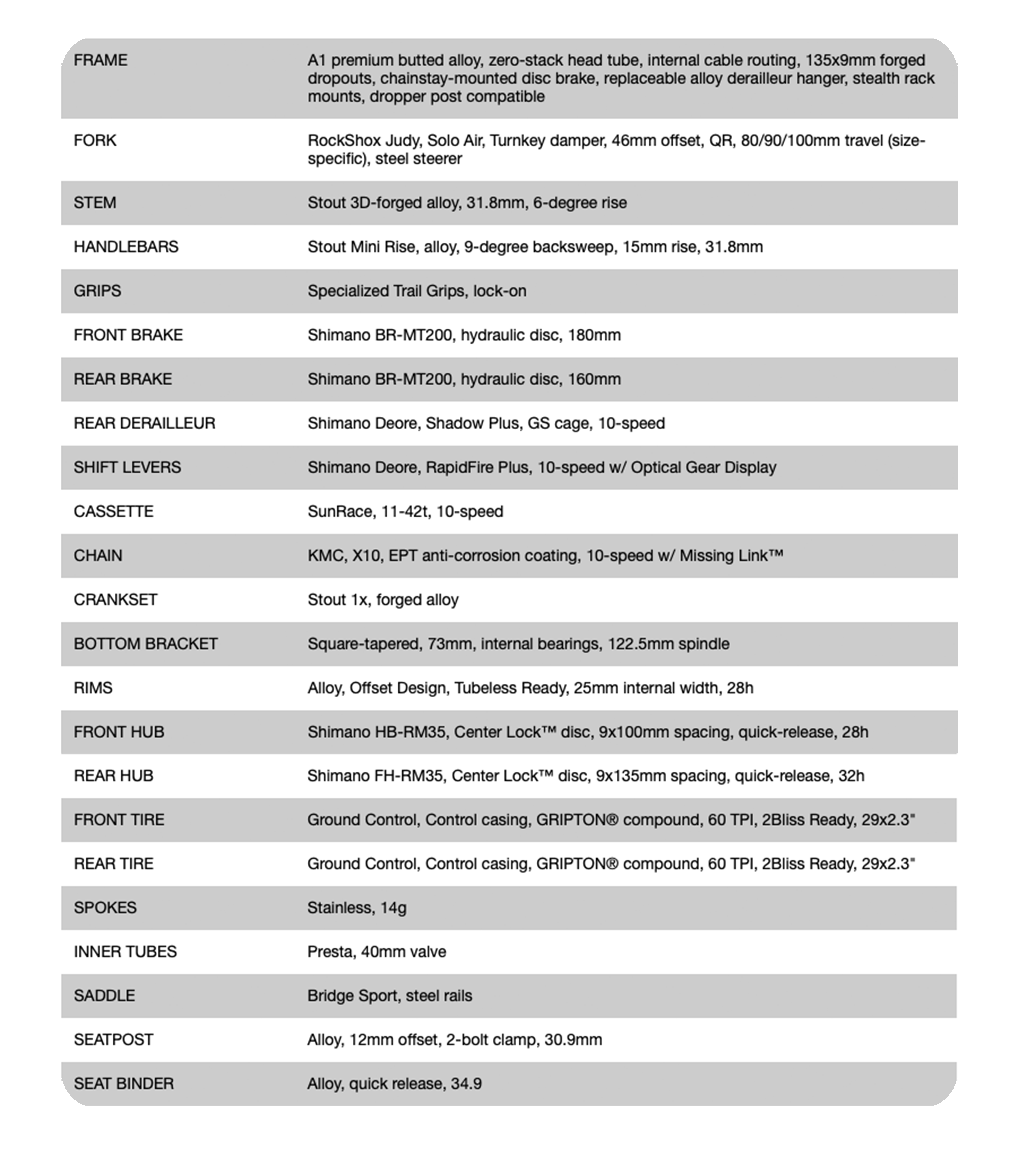 FRAME A1 premium butted alloy, zero-stack head tube, internal cable routing, 135x9mm forged
dropouts, chainstay-mounted disc brake, replaceable alloy derailleur hanger, stealth rack
mounts, dropper post compatible
FORK RockShox Judy, Solo Air, Turnkey damper, 46mm offset, QR, 80/90/100mm travel (size-
specific), steel steerer
STEM Stout 3D-forged alloy, 31.8mm, 6-degree rise
HANDLEBARS Stout Mini Rise, alloy, 9-degree backsweep, 15mm rise, 31.8mm
GRIPS Specialized Trail Grips, lock-on
FRONT BRAKE Shimano BR-MT200, hydraulic disc, 180mm
REAR BRAKE Shimano BR-MT200, hydraulic disc, 160mm
REAR DERAILLEUR Shimano Deore, Shadow Plus, GS cage, 10-speed
SHIFT LEVERS Shimano Deore, RapidFire Plus, 10-speed w/ Optical Gear Display
CASSETTE SunRace, 11-42t, 10-speed
CHAIN KMC, X10, EPT anti-corrosion coating, 10-speed w/ Missing Link™
CRANKSET Stout 1x, forged alloy
BOTTOM BRACKET Square-tapered, 73mm, internal bearings, 122.5mm spindle
RIMS Alloy, Offset Design, Tubeless Ready, 25mm internal width, 28h
FRONT HUB Shimano HB-RM35, Center Lock™ disc, 9x100mm spacing, quick-release, 28h
REAR HUB Shimano FH-RM35, Center Lock™ disc, 9x135mm spacing, quick-release, 32h
FRONT TIRE Ground Control, Control casing, GRIPTON® compound, 60 TPI, 2Bliss Ready, 29x2.3"
REAR TIRE Ground Control, Control casing, GRIPTON® compound, 60 TPI, 2Bliss Ready, 29x2.3"
SPOKES Stainless, 14g
INNER TUBES Presta, 40mm valve
SADDLE Bridge Sport, steel rails
SEATPOST Alloy, 12mm offset, 2-bolt clamp, 30.9mm
SEAT BINDER Alloy, quick release, 34.9